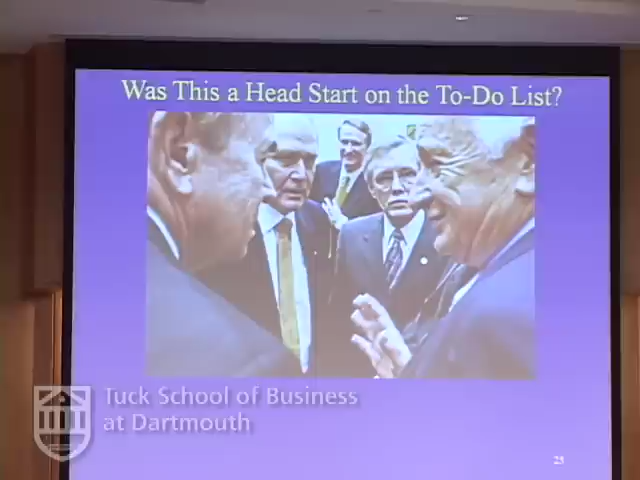 Was This a Head Start on the To-Do List?
Tuck School of Business
at Dartmouth
25